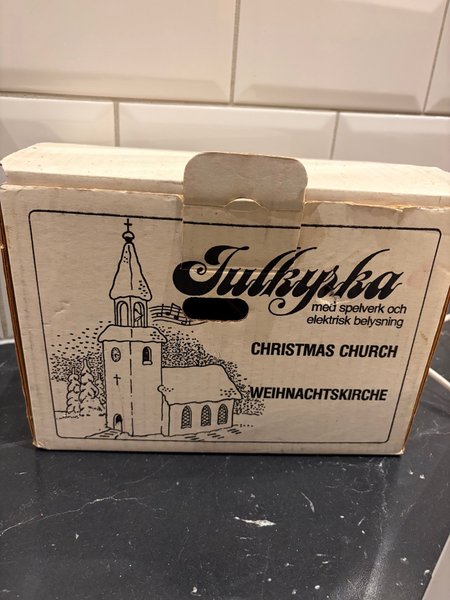 Julkyrka
med spelverk och
elektrisk belysning
CHRISTMAS CHURCH
WEIHNACHTSKIRCHE